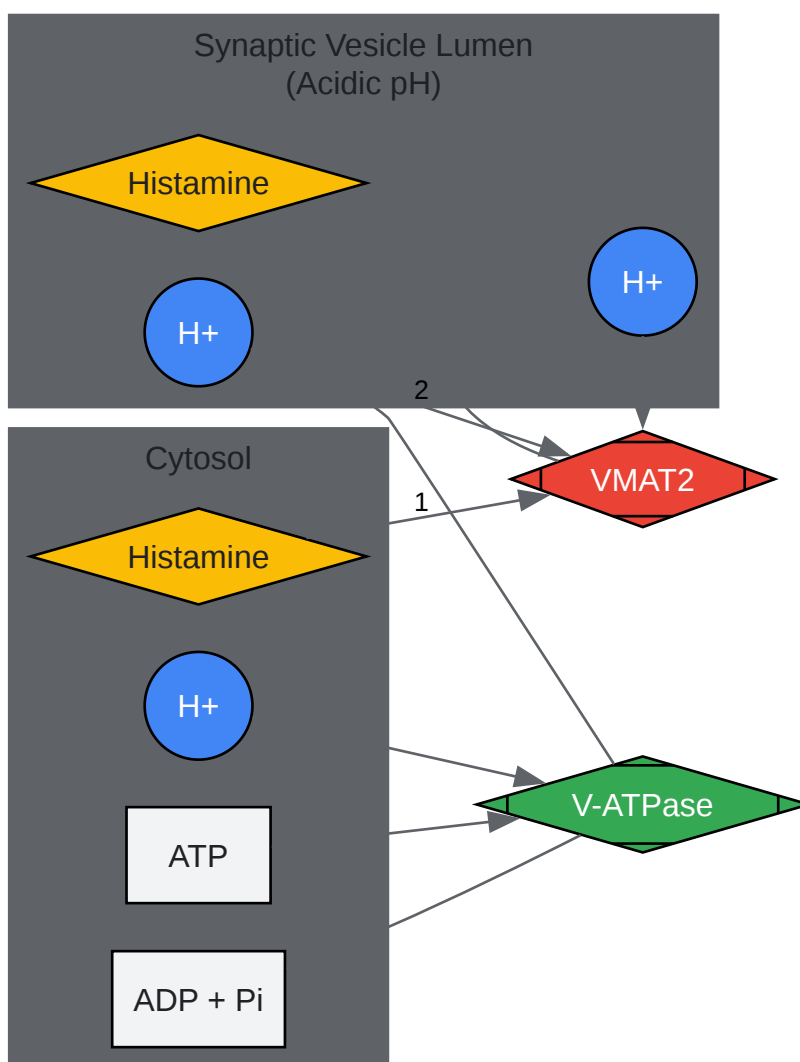 Synaptic Vesicle Lumen
(Acidic pH)
Histamine
H+
H+
2
Cytosol
VMAT2
1
Histamine
H+
V-ATPase
ATP
ADP + Pi